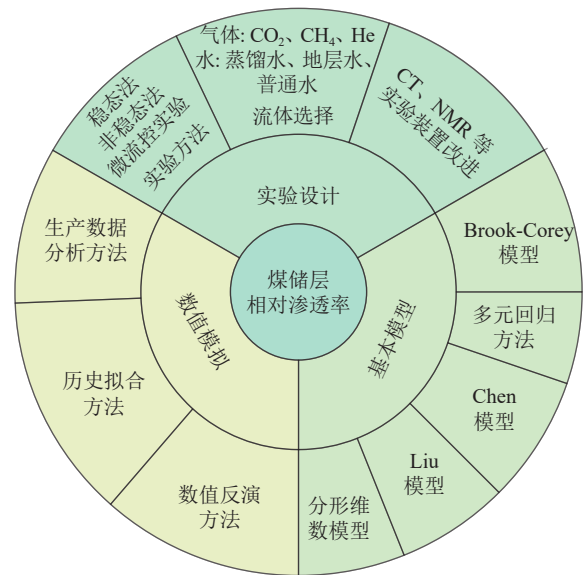 气体: CO₂、CH₄、He
水: 蒸馏水、地层水、
普通水
流体选择
稳态法
非稳态法
微流控实验
实验方法
CT、NMR 等
实验装置改进
实验设计
生产数据
分析方法
Brook-Corey
模型
煤储层
相对渗透率
数值模拟
基本模型
多元回归
方法
历史拟合
方法
Chen
模型
Liu
模型
数值反演
方法
分形维
数模型